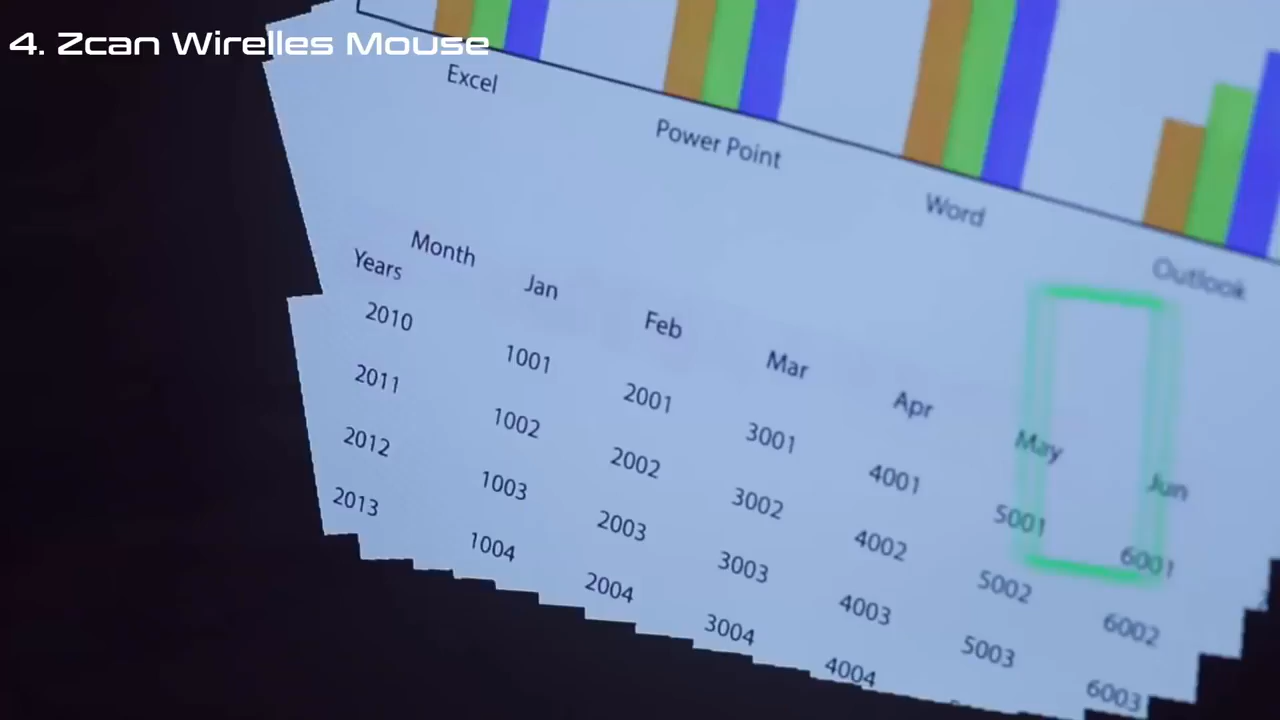 4. Zcan Wirelles Mouse
Excel
Power Point
Word
Outlook
Month
Years
Jan
Feb
Mar
Apr
May
Jun
2010 1001 2001 3001 4001 5001 6001
2011 1002 2002 3002 4002 5002 6002
2012 1003 2003 3003 4003 5003 6003
2013 1004 2004 3004 4004